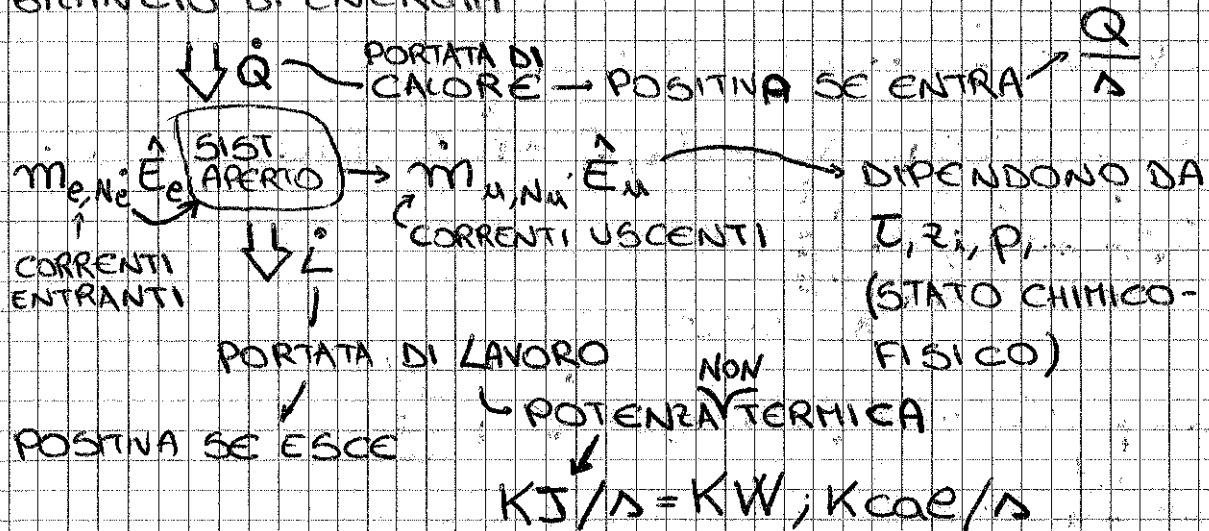 BILANCIO DI ENERGIA
Q̇ PORTATA DI CALORE → POSITIVA SE ENTRA Q/s
ṁe,Ne Êe SIST. APERTO → ṁu,Nu Êu → DIPENDONO DA
CORRENTI ENTRANTI
L̇
CORRENTI USCENTI
T, zi, P, ..
(STATO CHIMICO-
FISICO)
PORTATA DI LAVORO
POSITIVA SE ESCE
POTENZA NON TERMICA
KJ/s = KW; Kcal/s